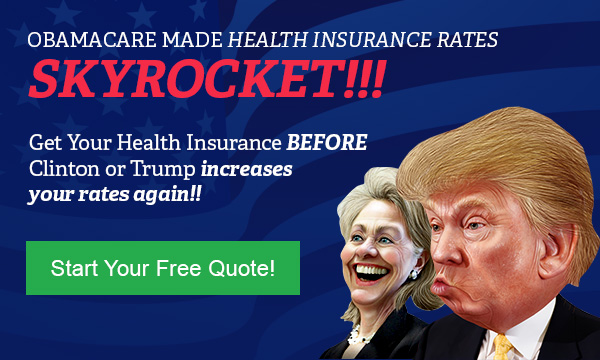 OBAMACARE MADE HEALTH INSURANCE RATES
SKYROCKET!!!
Get Your Health Insurance BEFORE
Clinton or Trump increases
your rates again!!
Start Your Free Quote!